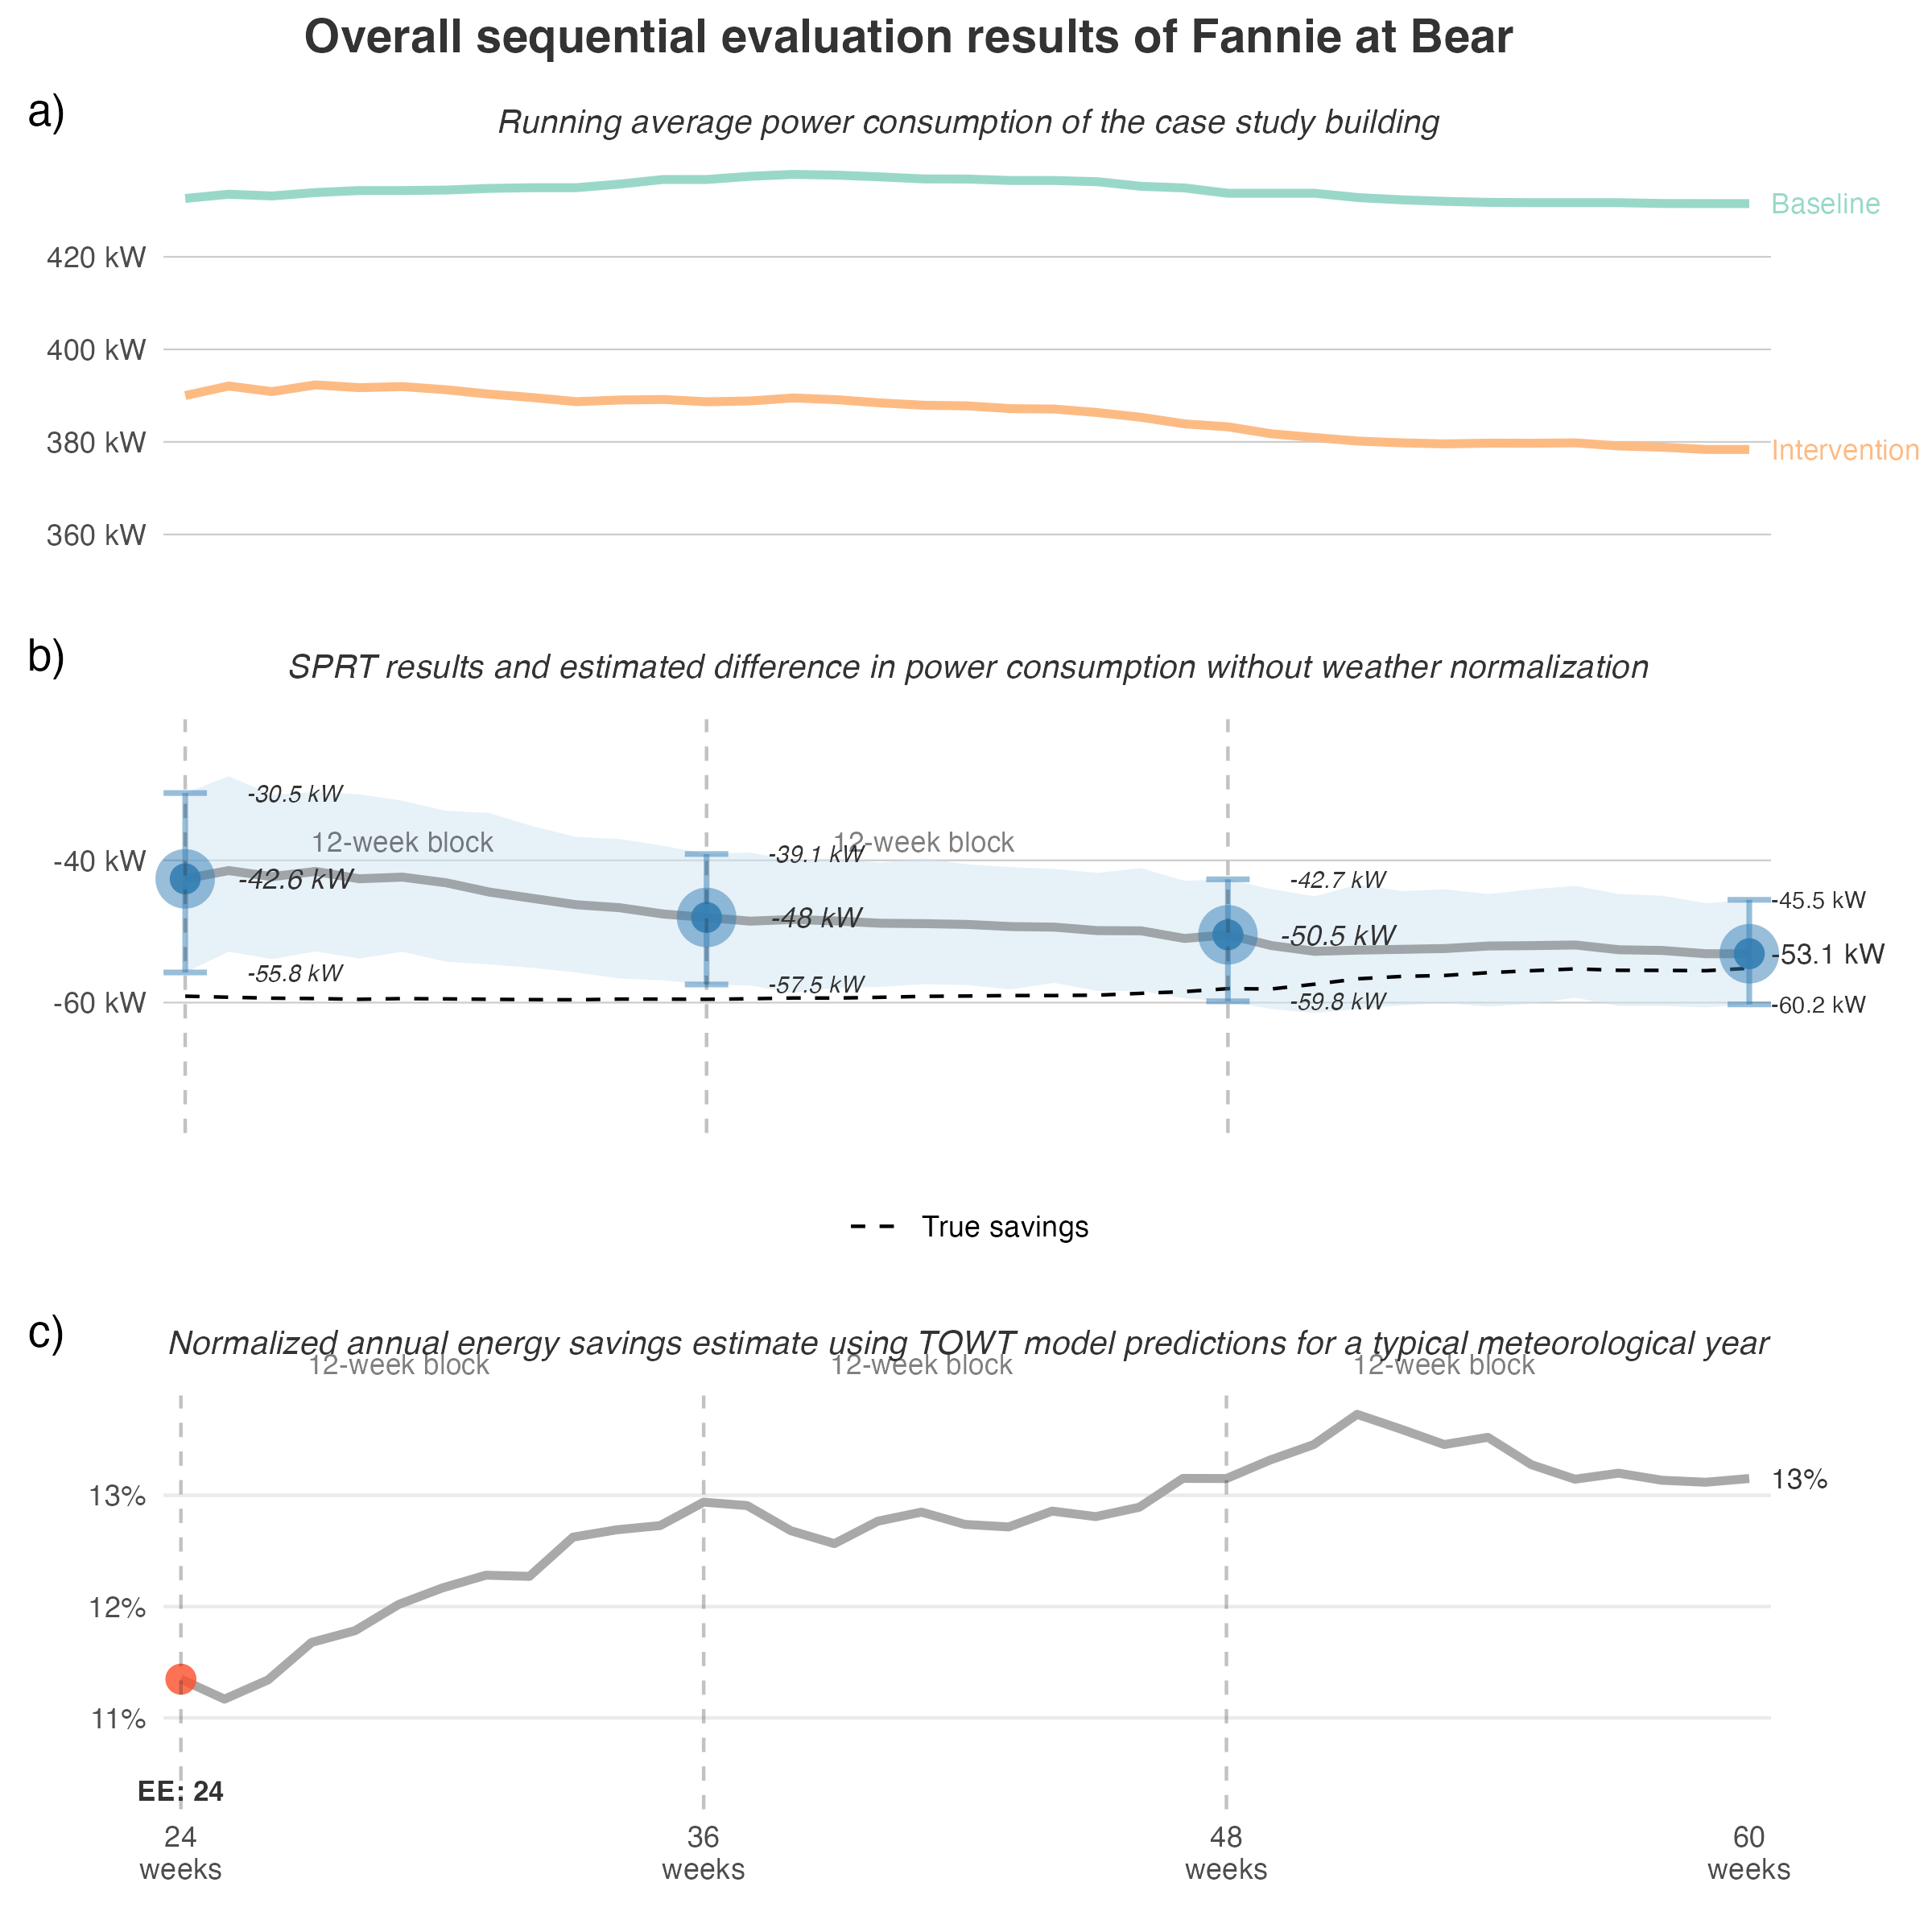 Overall sequential evaluation results of Fannie at Bear
a)
Running average power consumption of the case study building
Baseline
420 kW
400 kW
380 kW
Intervention
360 kW
b)
SPRT results and estimated difference in power consumption without weather normalization
-30.5 kW
12-week block
12-week block
-39.1 kW
-40 kW
-42.6 kW
-42.7 kW
-45.5 kW
-48 kW
-50.5 kW
-53.1 kW
-55.8 kW
-57.5 kW
-60 kW
-59.8 kW
-60.2 kW
True savings
c)
Normalized annual energy savings estimate using TOWT model predictions for a typical meteorological year
12-week block
12-week block
12-week block
13%
13%
12%
11%
EE: 24
24
weeks
36
weeks
48
weeks
60
weeks